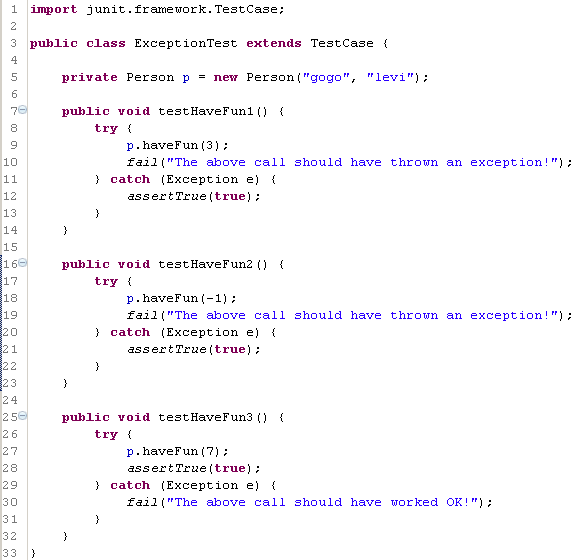 1 import junit.framework.TestCase;
2
3 public class ExceptionTest extends TestCase {
4
5     private Person p = new Person("gogo", "levi");
6
7     public void testHaveFun1() {
8         try {
9             p.haveFun(3);
10             fail("The above call should have thrown an exception!");
11         } catch (Exception e) {
12             assertTrue(true);
13         }
14     }
15
16     public void testHaveFun2() {
17         try {
18             p.haveFun(-1);
19             fail("The above call should have thrown an exception!");
20         } catch (Exception e) {
21             assertTrue(true);
22         }
23     }
24
25     public void testHaveFun3() {
26         try {
27             p.haveFun(7);
28             assertTrue(true);
29         } catch (Exception e) {
30             fail("The above call should have worked OK!");
31         }
32     }
33 }